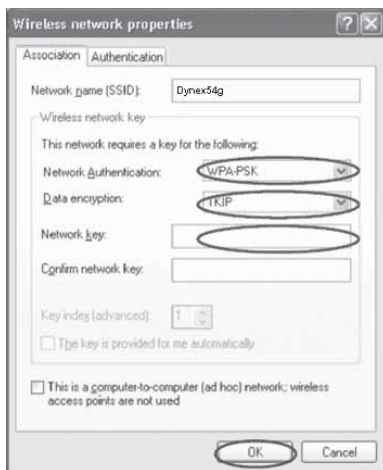 Wireless network properties
Association Authentication
Network name (SSID): Dynex54g
Wireless network key
This network requires a key for the following:
Network Authentication: WPA-PSK
Data encryption: TKIP
Network key:
Confirm network key:
Key index (advanced): 1
The key is provided for me automatically
This is a computer-to-computer (ad hoc) network; wireless
access points are not used
OK Cancel